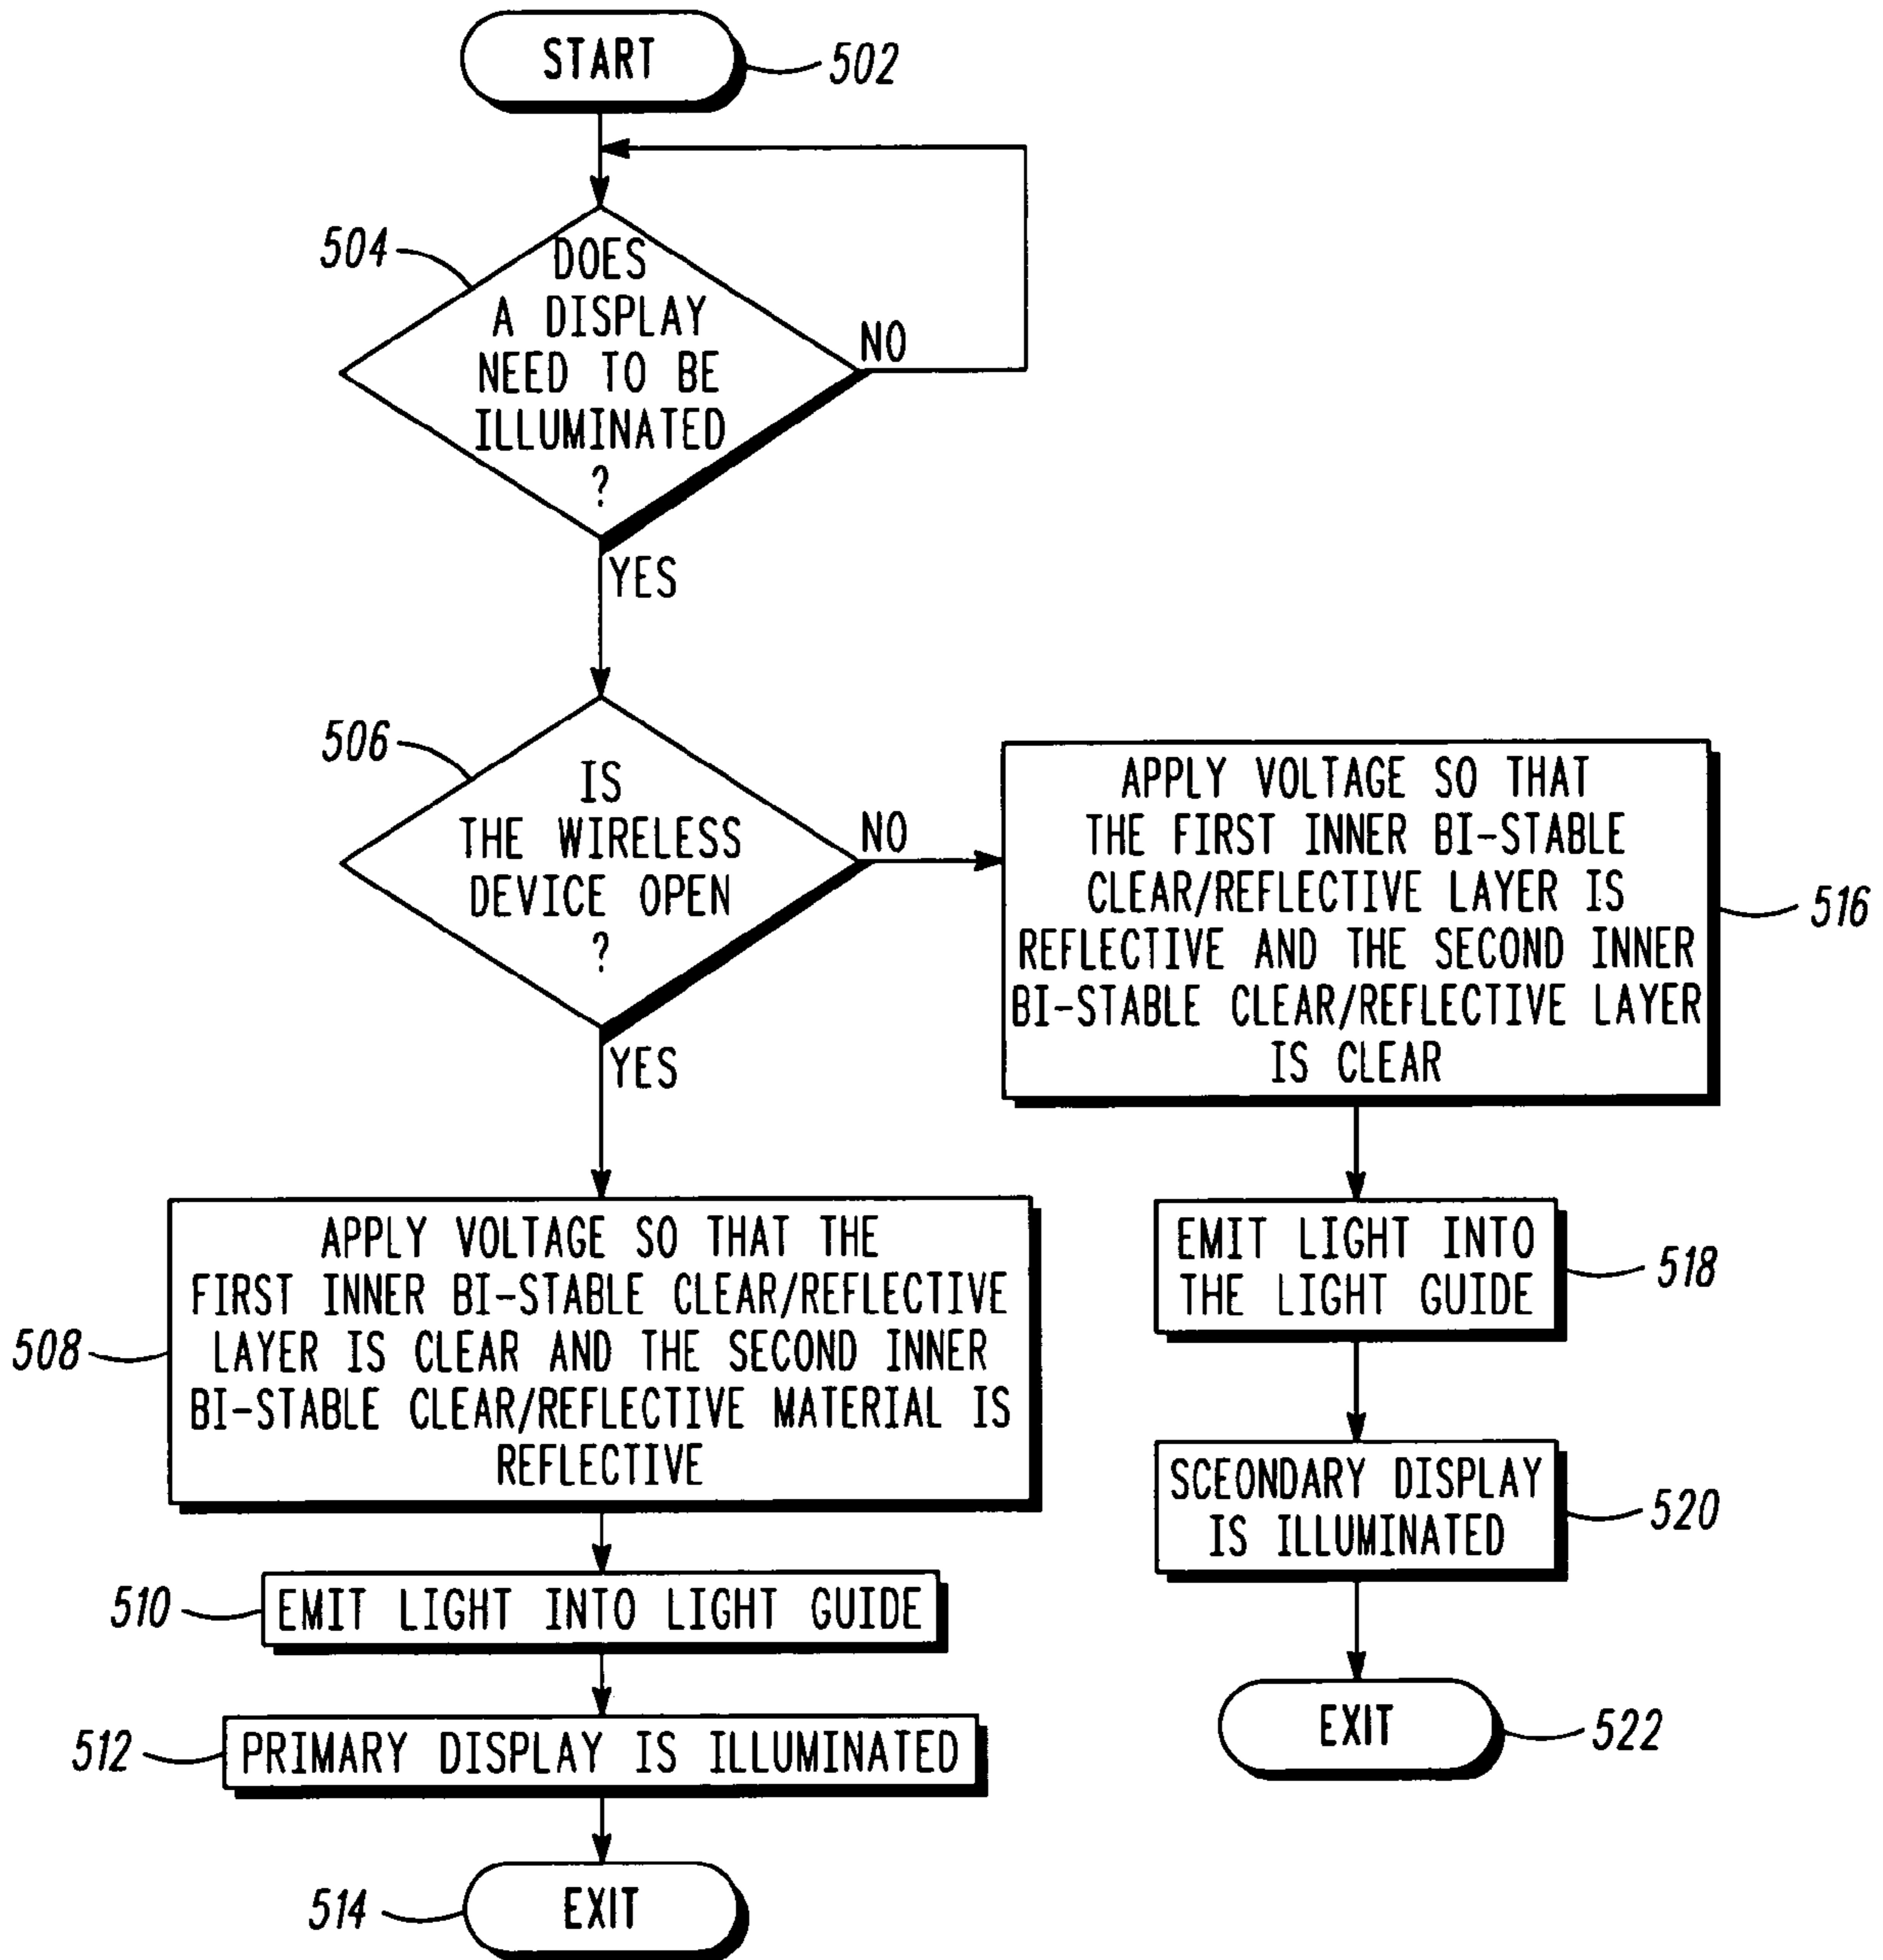 START
502
504
DOES
A DISPLAY
NEED TO BE
ILLUMINATED
?
NO
YES
506
IS
THE WIRELESS
DEVICE OPEN
?
NO
YES
APPLY VOLTAGE SO THAT
THE FIRST INNER BI-STABLE
CLEAR/REFLECTIVE LAYER IS
REFLECTIVE AND THE SECOND INNER
BI-STABLE CLEAR/REFLECTIVE LAYER
IS CLEAR
516
508
APPLY VOLTAGE SO THAT THE
FIRST INNER BI-STABLE CLEAR/REFLECTIVE
LAYER IS CLEAR AND THE SECOND INNER
BI-STABLE CLEAR/REFLECTIVE MATERIAL IS
REFLECTIVE
EMIT LIGHT INTO
THE LIGHT GUIDE
518
SCEONDARY DISPLAY
IS ILLUMINATED
520
510
EMIT LIGHT INTO LIGHT GUIDE
512
PRIMARY DISPLAY IS ILLUMINATED
EXIT
522
514
EXIT